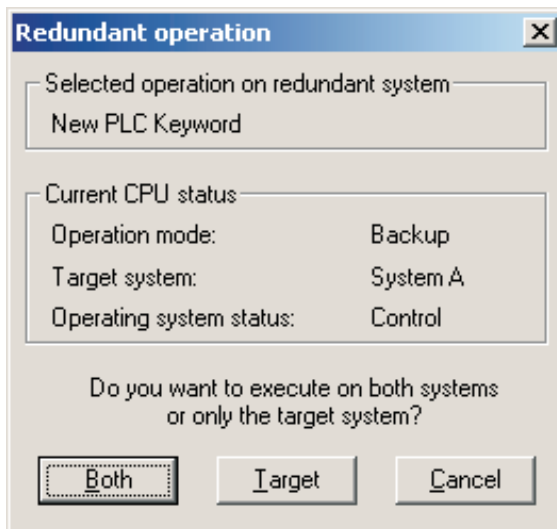 Redundant operation
Selected operation on redundant system
New PLC Keyword
Current CPU status
Operation mode: Backup
Target system: System A
Operating system status: Control
Do you want to execute on both systems
or only the target system?
Both Target Cancel